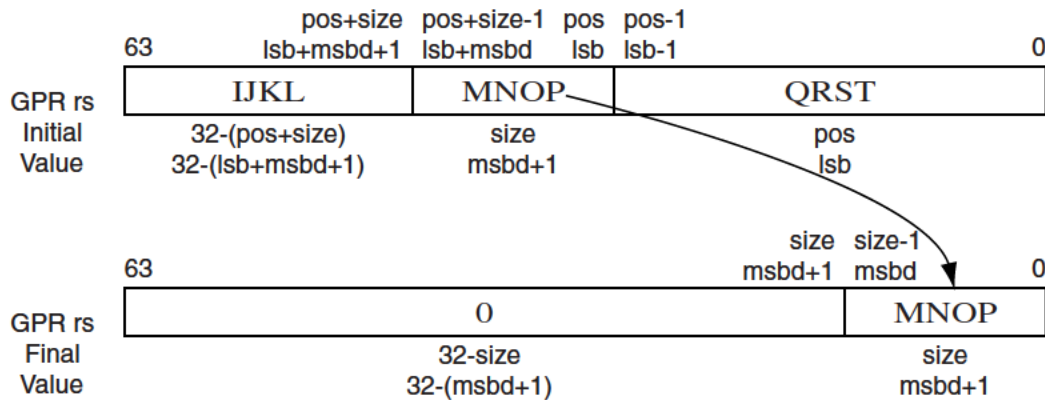 pos+size pos+size-1 pos pos-1
63 lsb+msbd+1 lsb+msbd lsb lsb-1 0
GPR rs Initial Value
IJKL MNOP QRST
32-(pos+size) size pos
32-(lsb+msbd+1) msbd+1 lsb
size size-1
63 msbd+1 msbd 0
GPR rs Final Value
0 MNOP
32-size size
32-(msbd+1) msbd+1